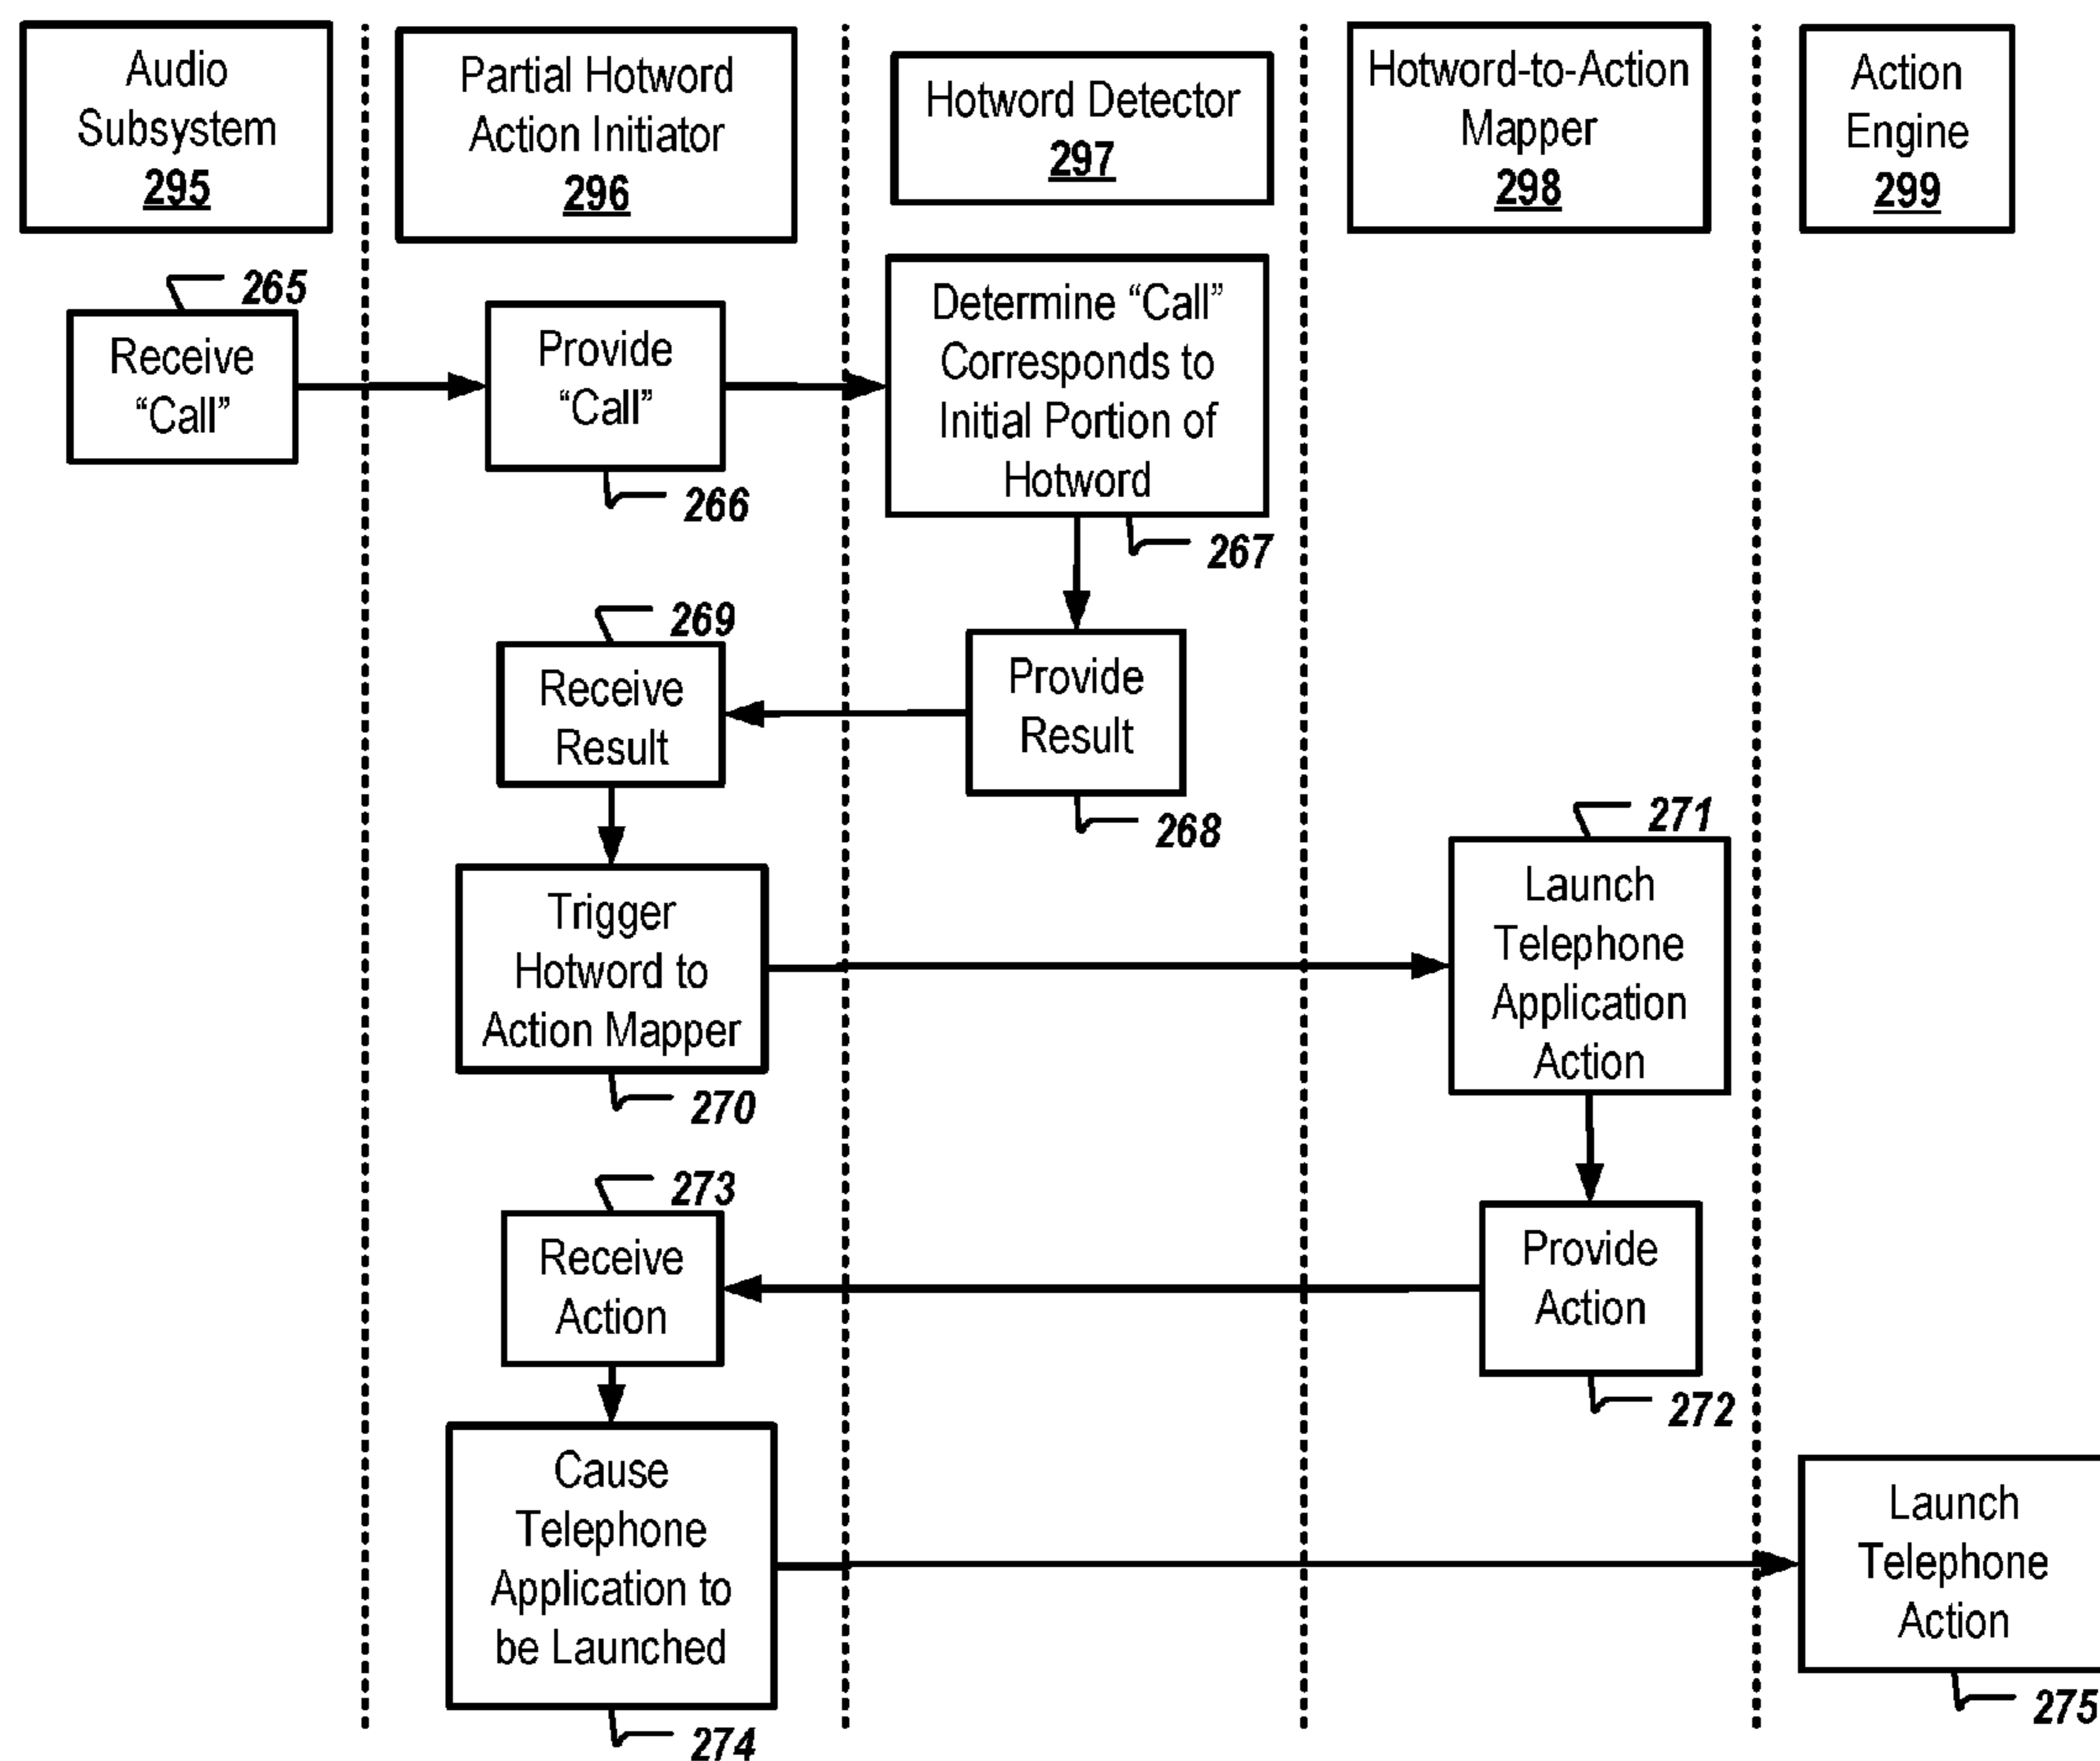 Audio
Subsystem
295
Partial Hotword
Action Initiator
296
Hotword Detector
297
Hotword-to-Action
Mapper
298
Action
Engine
299
265
Receive
“Call”
Provide
“Call”
266
Determine “Call”
Corresponds to
Initial Portion of
Hotword
267
Provide
Result
268
269
Receive
Result
Trigger
Hotword to
Action Mapper
270
271
Launch
Telephone
Application
Action
Provide
Action
272
273
Receive
Action
Cause
Telephone
Application to
be Launched
274
Launch
Telephone
Action
275